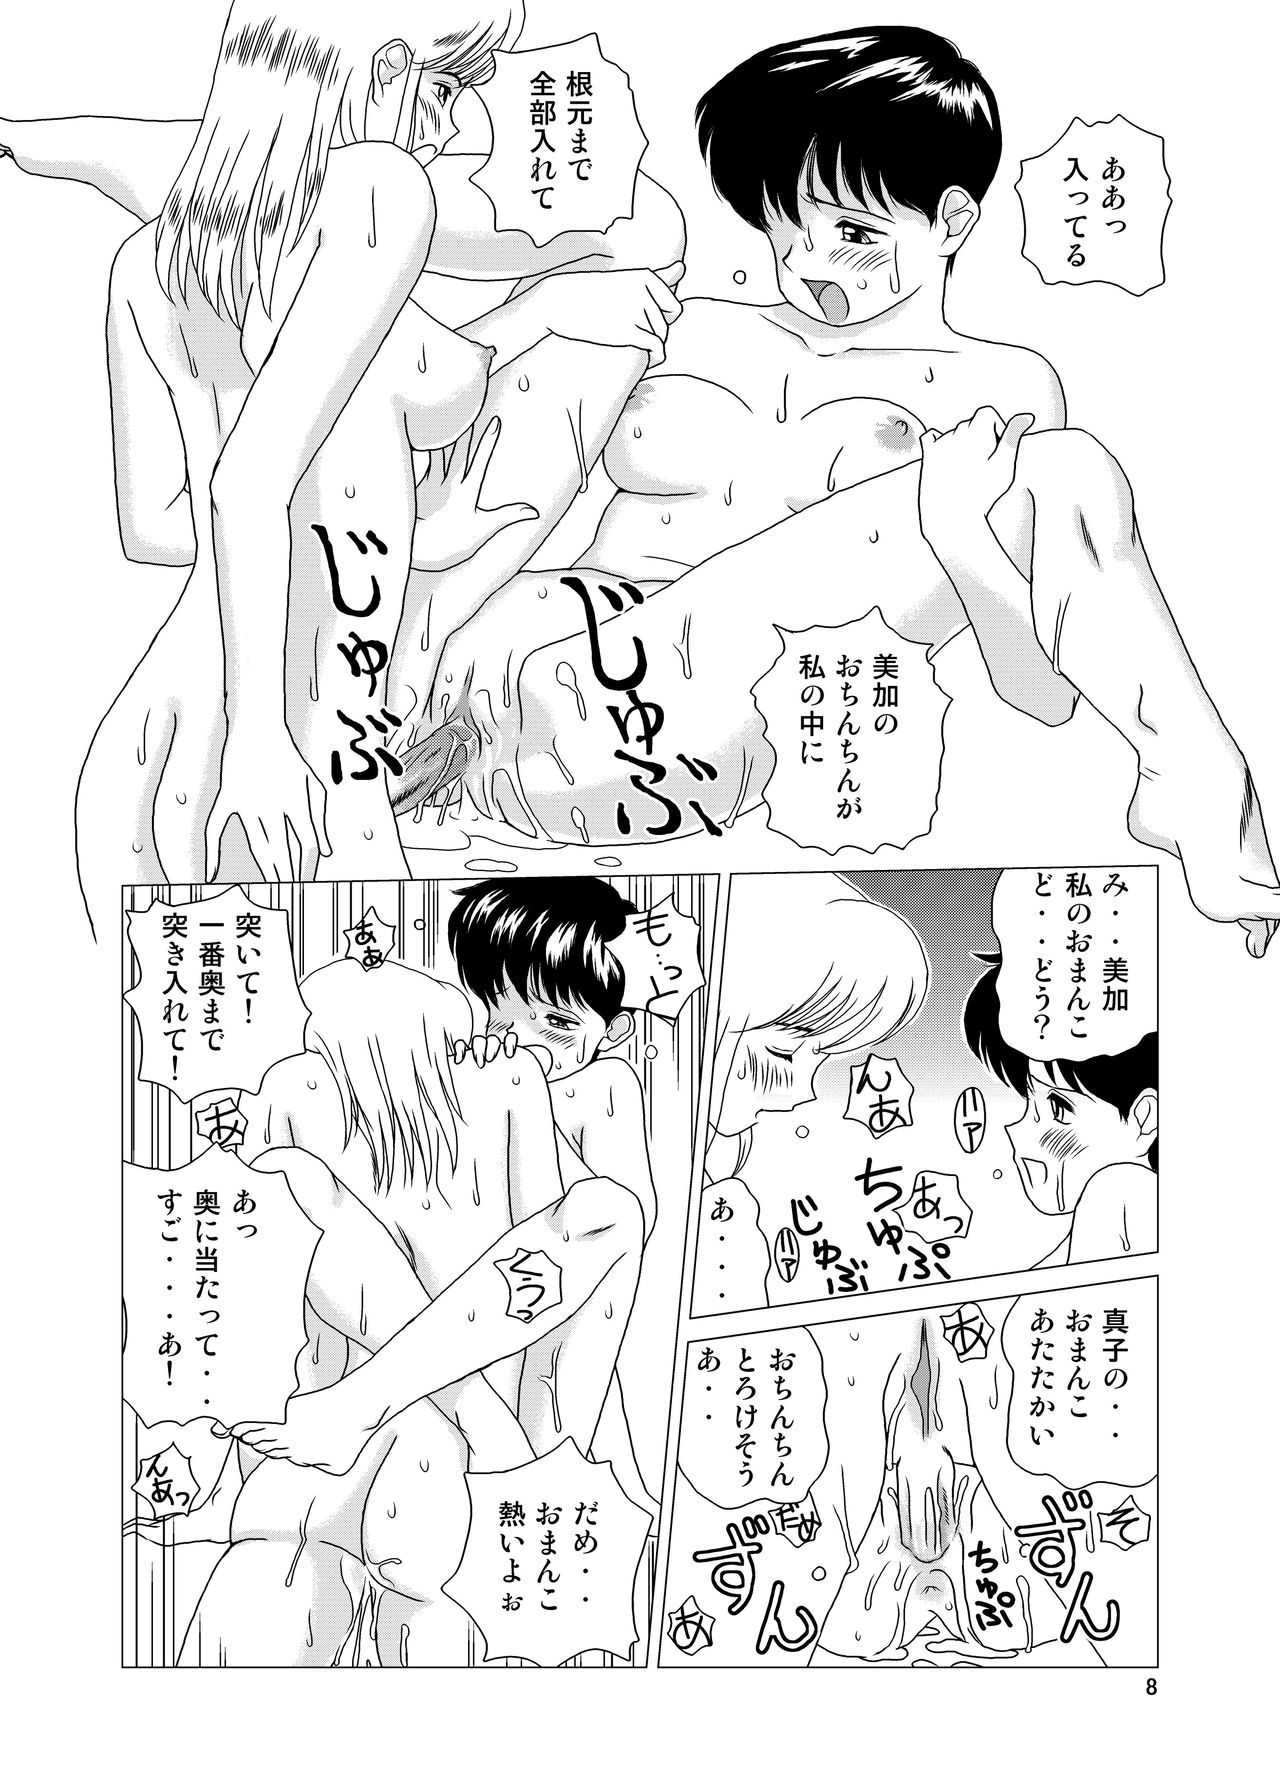 ああっ
入ってる
根元まで
全部入れて
じゅぶ
じゅぶ
美加の
おちんちんが
私の中に
み・・美加
私のおまんこ
ど・・どう？
んあ
ハァ
あっ
ちゅぷ
じゅぶ
ハァ
あ・・・
真子の・・
おまんこ
あたたかい
あ
おちんちん
とろけそう
あ・・
そ
ずん
ちゅぷ
だめ
ずん
あ
も…っと
ああ
突いて！
一番奥まで
突き入れて！
あ
あっ
奥に当たって・・
すご・・・・あ！
くうっ
んあっ
だめ・・
おまんこ
熱いよぉ
8